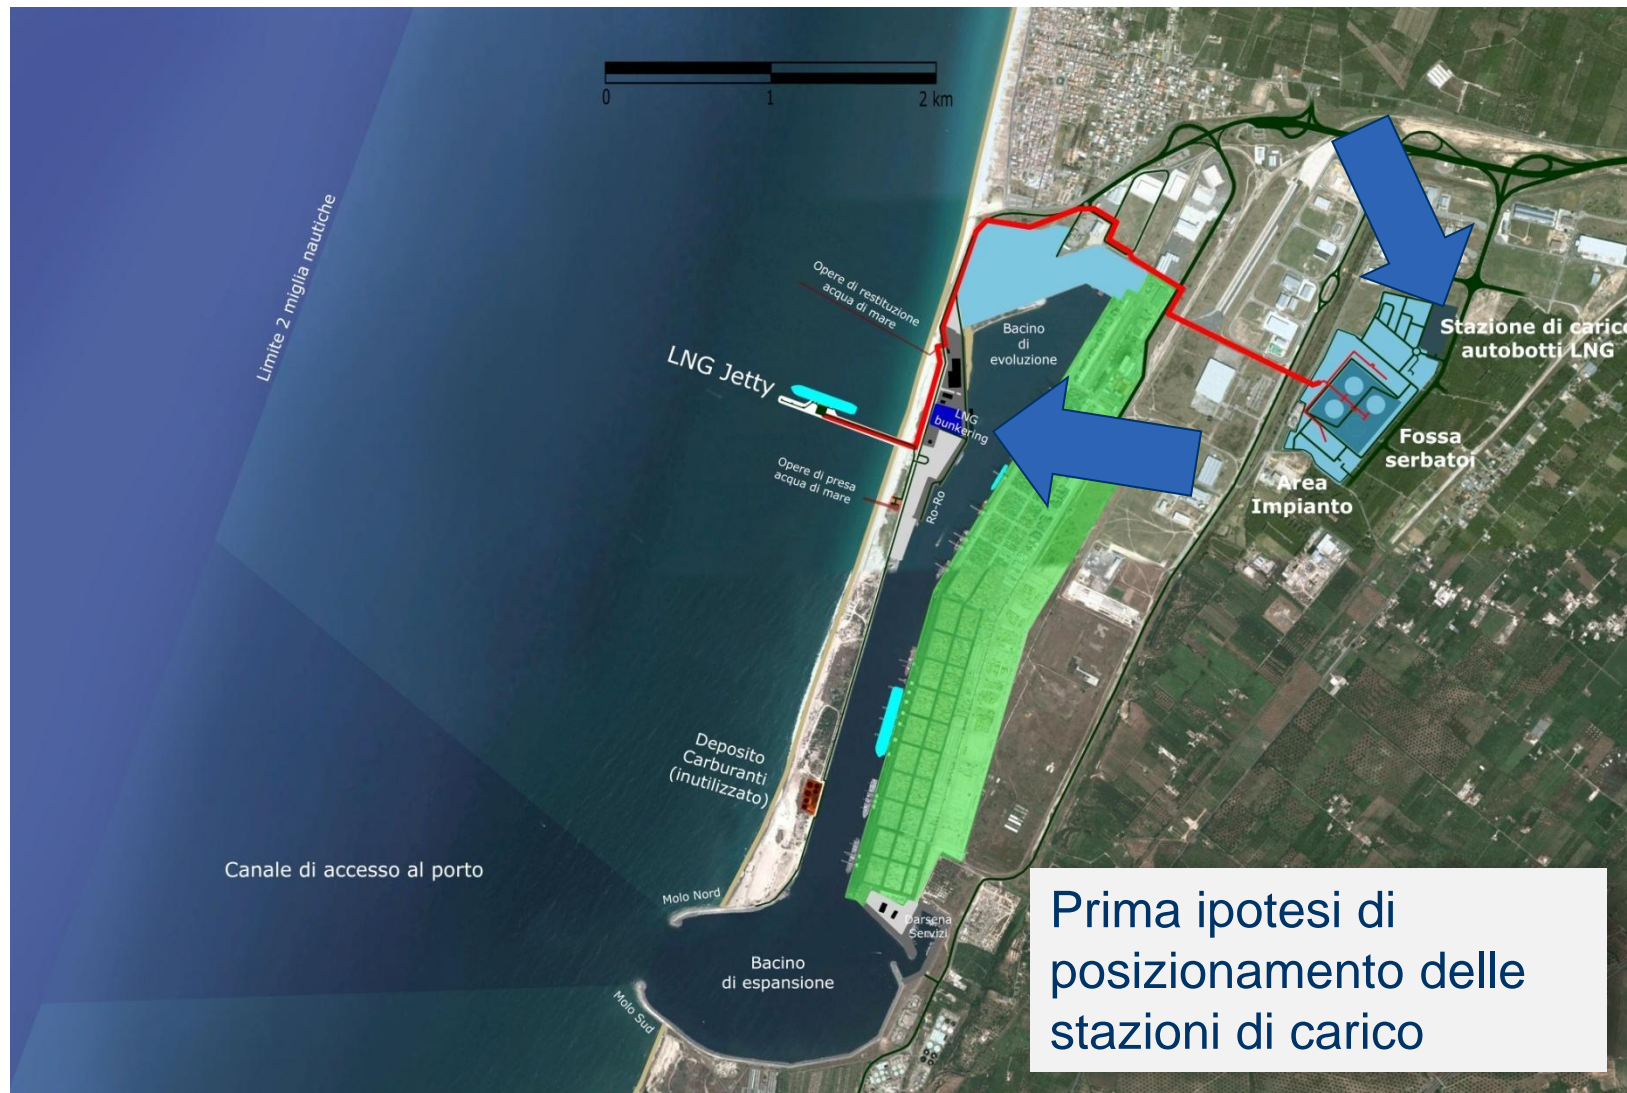 0 1 2 km
Limite 2 miglia nautiche
Opere di restituzione
acqua di mare
LNG Jetty
Bacino
di
evoluzione
LNG
bunkering
Stazione di carico
autobotti LNG
Fossa
serbatoi
Area
Impianto
Opere di presa
acqua di mare
Ro-Ro
Deposito
Carburanti
(inutilizzato)
Canale di accesso al porto
Molo Nord
Darsena
Servizi
Bacino
di espansione
Molo Sud
Prima ipotesi di
posizionamento delle
stazioni di carico